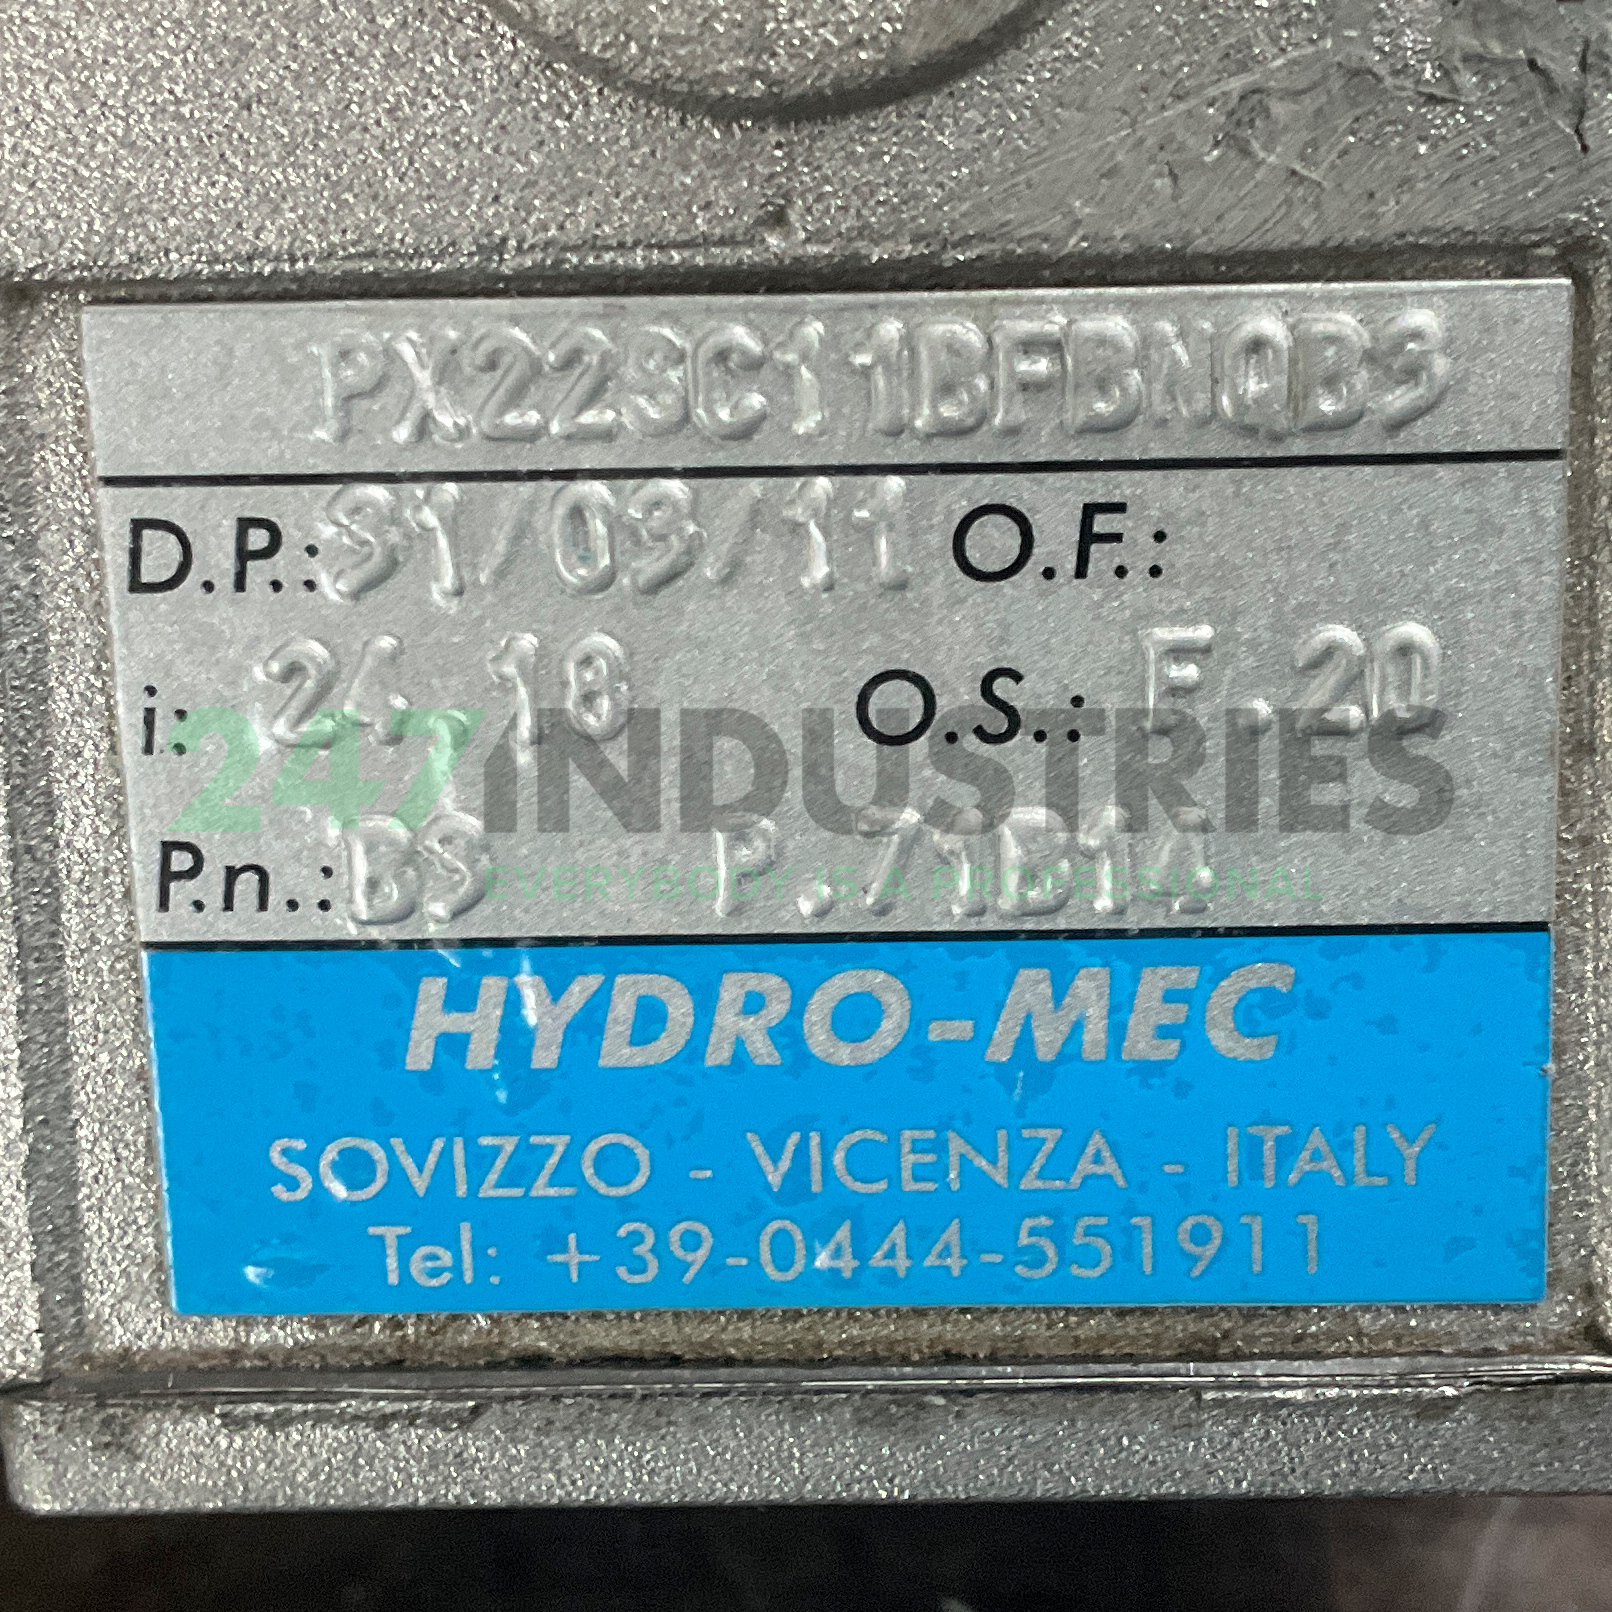 PX22SC11BFBNQB3
D.P.: 31/03/11 O.F.:
i: 24.18 O.S.: F.20
247INDUSTRIES
P.n.: B3 P.71B14
EVERYBODY IS A PROFESSIONAL
HYDRO-MEC
SOVIZZO - VICENZA - ITALY
Tel: +39-0444-551911